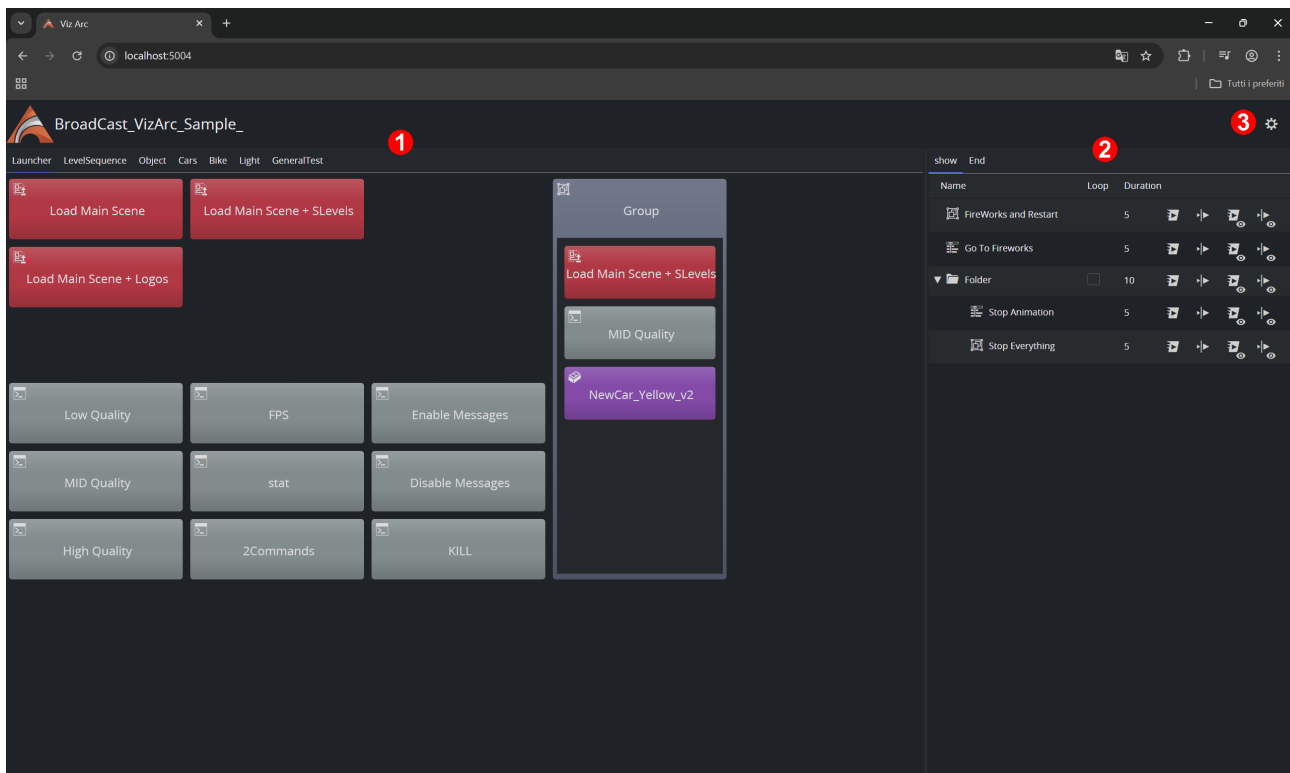 Viz Arc
localhost:5004
Tutti i preferiti
BroadCast_VizArc_Sample_
1
3
Launcher LevelSequence Object Cars Bike Light GeneralTest
2
show End
Load Main Scene
Load Main Scene + SLevels
Group
Load Main Scene + Logos
Load Main Scene + SLevels
MID Quality
NewCar_Yellow_v2
Low Quality
FPS
Enable Messages
MID Quality
stat
Disable Messages
High Quality
2Commands
KILL
Name Loop Duration
FireWorks and Restart 5
Go To Fireworks 5
Folder 10
Stop Animation 5
Stop Everything 5